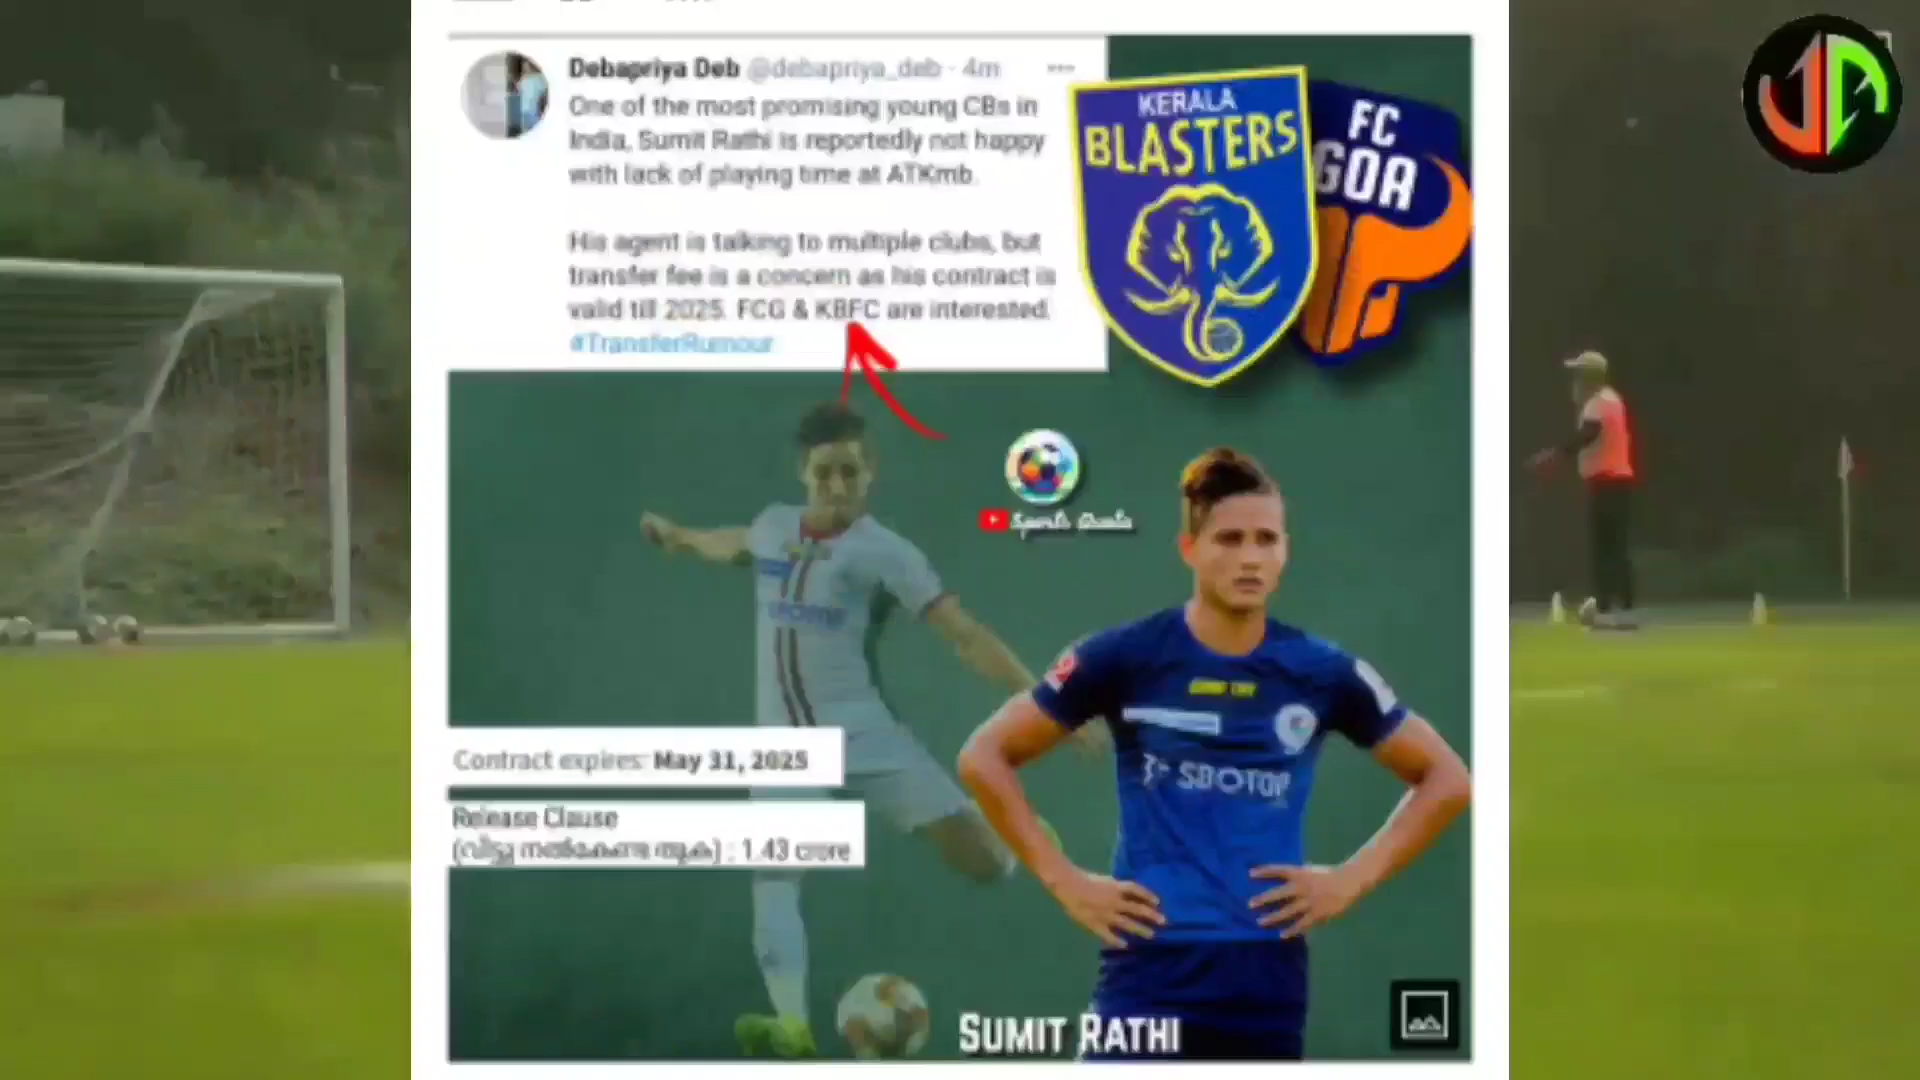 Debapriya Deb @debapriya_deb · 4m
One of the most promising young CBs in
India, Sumit Rathi is reportedly not happy
with lack of playing time at ATKmb.
His agent is talking to multiple clubs, but
transfer fee is a concern as his contract is
valid till 2025. FCG & KBFC are interested.
#TransferRumour
KERALA
BLASTERS
FC
GOA
Sports
SBOTOP
Contract expires: May 31, 2025
Release Clause
(വിട്ടു നൽകേണ്ട തുക) : 1.43 crore
SUMIT RATHI